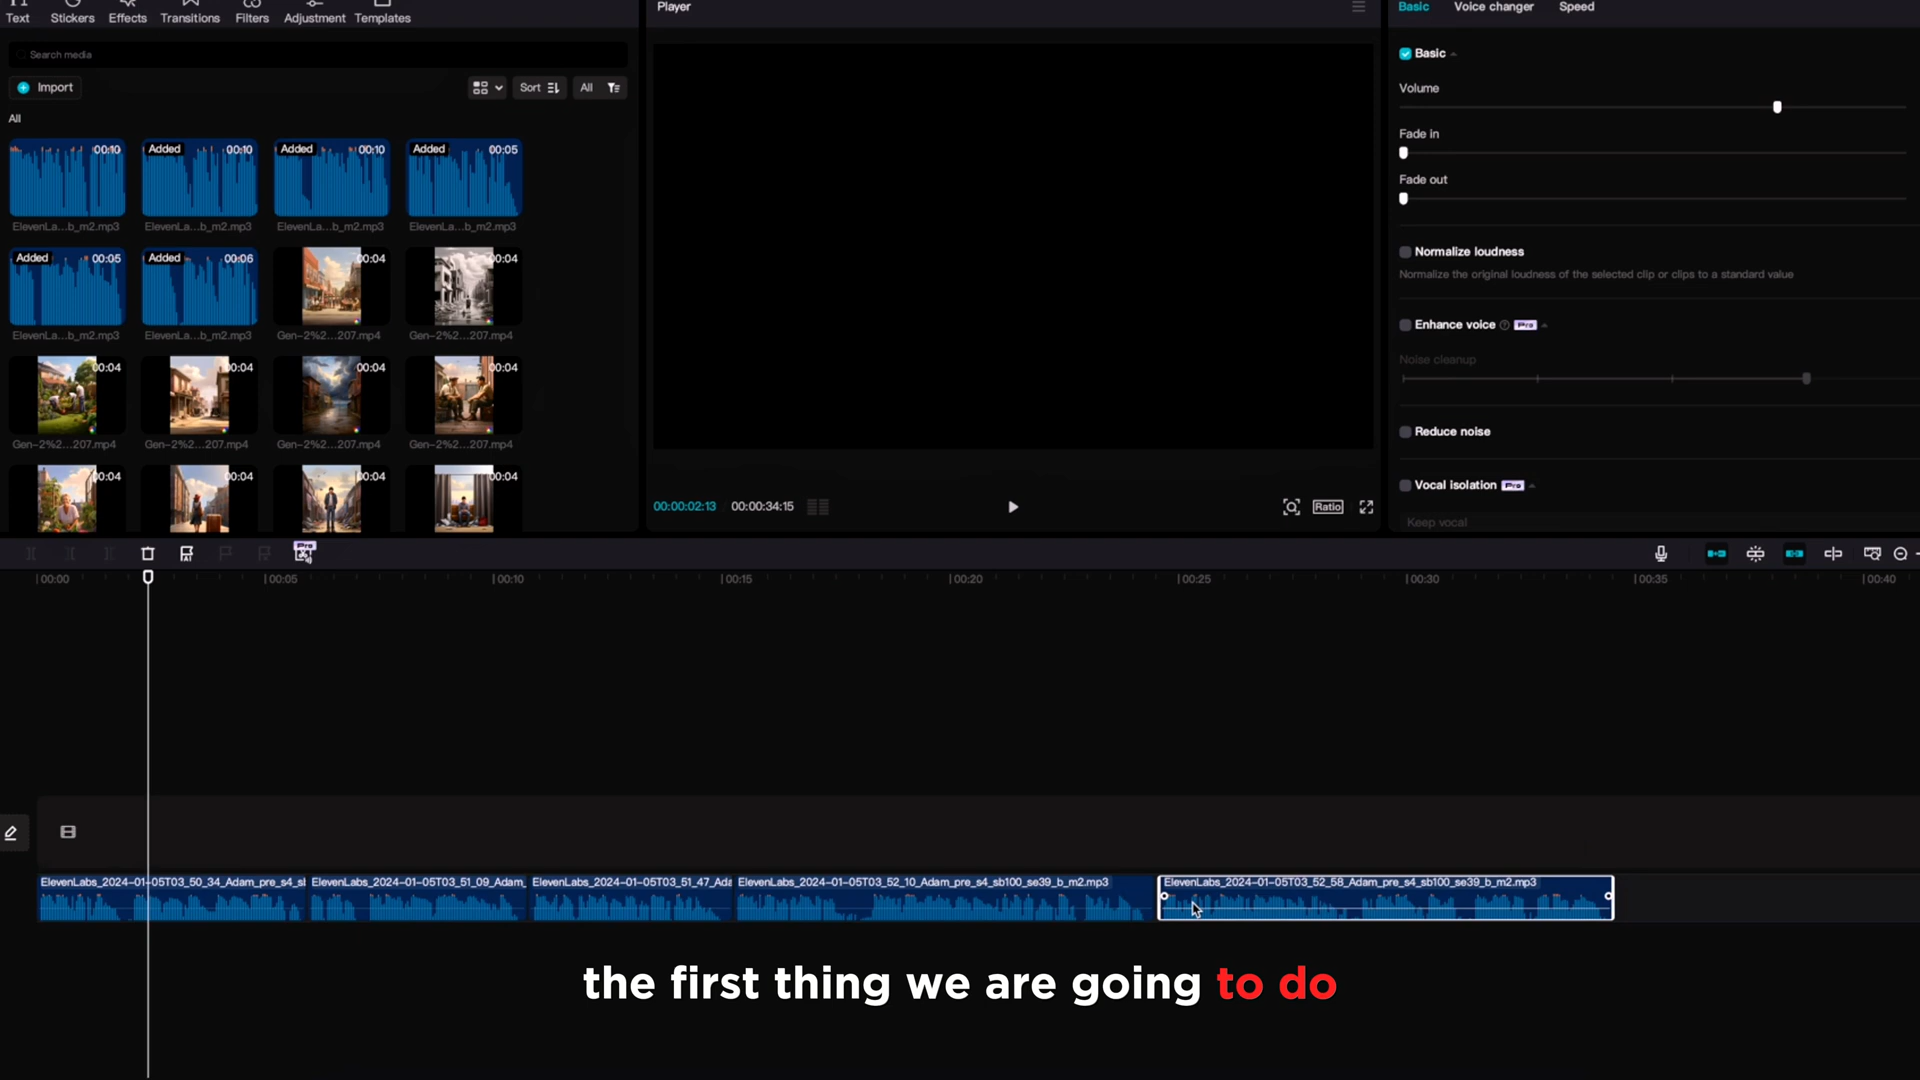 Text Stickers Effects Transitions Filters Adjustment Templates
Player
Basic Voice changer Speed
Search media
Import
Sort
All
All
00:10
Added 00:10
Added 00:10
Added 00:05
ElevenLa...b_m2.mp3
ElevenLa...b_m2.mp3
ElevenLa...b_m2.mp3
ElevenLa...b_m2.mp3
Added 00:05
Added 00:06
00:04
00:04
ElevenLa...b_m2.mp3
ElevenLa...b_m2.mp3
Gen-2%2...207.mp4
Gen-2%2...207.mp4
00:04
00:04
00:04
00:04
Gen-2%2...207.mp4
Gen-2%2...207.mp4
Gen-2%2...207.mp4
Gen-2%2...207.mp4
00:04
00:04
00:04
00:04
00:00:02:13 00:00:34:15
Ratio
Basic
Volume
Fade in
Fade out
Normalize loudness
Normalize the original loudness of the selected clip or clips to a standard value
Enhance voice Pro
Noise cleanup
Reduce noise
Vocal isolation Pro
Keep vocal
Pro
00:00 00:05 00:10 00:15 00:20 00:25 00:30 00:35 00:40
ElevenLabs_2024-01-05T03_50_34_Adam_pre_s4_sl
ElevenLabs_2024-01-05T03_51_09_Adam_
ElevenLabs_2024-01-05T03_51_47_Ada
ElevenLabs_2024-01-05T03_52_10_Adam_pre_s4_sb100_se39_b_m2.mp3
ElevenLabs_2024-01-05T03_52_58_Adam_pre_s4_sb100_se39_b_m2.mp3
the first thing we are going to do